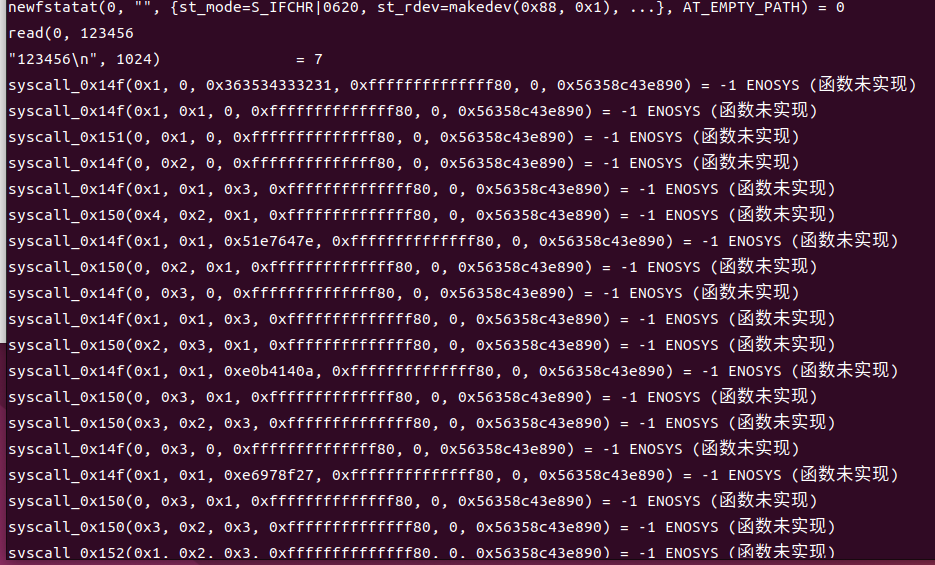 newfstatat(0, "", {st_mode=S_IFCHR|0620, st_rdev=makedev(0x88, 0x1), ...}, AT_EMPTY_PATH) = 0
read(0, 123456
"123456\n", 1024)               = 7
syscall_0x14f(0x1, 0, 0x363534333231, 0xffffffffffffff80, 0, 0x56358c43e890) = -1 ENOSYS (函数未实现)
syscall_0x14f(0x1, 0x1, 0, 0xffffffffffffff80, 0, 0x56358c43e890) = -1 ENOSYS (函数未实现)
syscall_0x151(0, 0x1, 0, 0xffffffffffffff80, 0, 0x56358c43e890) = -1 ENOSYS (函数未实现)
syscall_0x14f(0, 0x2, 0, 0xffffffffffffff80, 0, 0x56358c43e890) = -1 ENOSYS (函数未实现)
syscall_0x14f(0x1, 0x1, 0x3, 0xffffffffffffff80, 0, 0x56358c43e890) = -1 ENOSYS (函数未实现)
syscall_0x150(0x4, 0x2, 0x1, 0xffffffffffffff80, 0, 0x56358c43e890) = -1 ENOSYS (函数未实现)
syscall_0x14f(0x1, 0x1, 0x51e7647e, 0xffffffffffffff80, 0, 0x56358c43e890) = -1 ENOSYS (函数未实现)
syscall_0x150(0, 0x2, 0x1, 0xffffffffffffff80, 0, 0x56358c43e890) = -1 ENOSYS (函数未实现)
syscall_0x14f(0, 0x3, 0, 0xffffffffffffff80, 0, 0x56358c43e890) = -1 ENOSYS (函数未实现)
syscall_0x14f(0x1, 0x1, 0x3, 0xffffffffffffff80, 0, 0x56358c43e890) = -1 ENOSYS (函数未实现)
syscall_0x150(0x2, 0x3, 0x1, 0xffffffffffffff80, 0, 0x56358c43e890) = -1 ENOSYS (函数未实现)
syscall_0x14f(0x1, 0x1, 0xe0b4140a, 0xffffffffffffff80, 0, 0x56358c43e890) = -1 ENOSYS (函数未实现)
syscall_0x150(0, 0x3, 0x1, 0xffffffffffffff80, 0, 0x56358c43e890) = -1 ENOSYS (函数未实现)
syscall_0x150(0x3, 0x2, 0x3, 0xffffffffffffff80, 0, 0x56358c43e890) = -1 ENOSYS (函数未实现)
syscall_0x14f(0, 0x3, 0, 0xffffffffffffff80, 0, 0x56358c43e890) = -1 ENOSYS (函数未实现)
syscall_0x14f(0x1, 0x1, 0xe6978f27, 0xffffffffffffff80, 0, 0x56358c43e890) = -1 ENOSYS (函数未实现)
syscall_0x150(0, 0x3, 0x1, 0xffffffffffffff80, 0, 0x56358c43e890) = -1 ENOSYS (函数未实现)
syscall_0x150(0x3, 0x2, 0x3, 0xffffffffffffff80, 0, 0x56358c43e890) = -1 ENOSYS (函数未实现)
syscall_0x152(0x1, 0x2, 0x3, 0xffffffffffffff80, 0, 0x56358c43e890) = -1 ENOSYS (函数未实现)